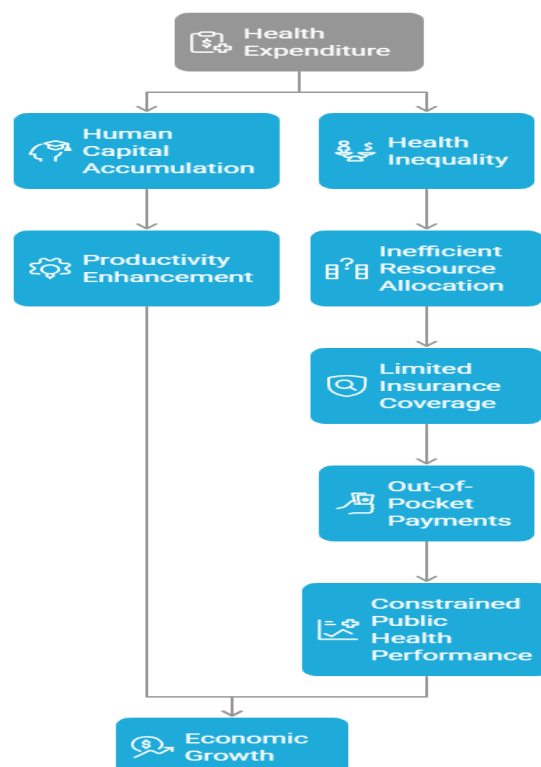 Health
Expenditure
Human
Capital
Accumulation
Health
Inequality
Productivity
Enhancement
Inefficient
Resource
Allocation
Limited
Insurance
Coverage
Out-of-
Pocket
Payments
Constrained
Public
Health
Performance
Economic
Growth